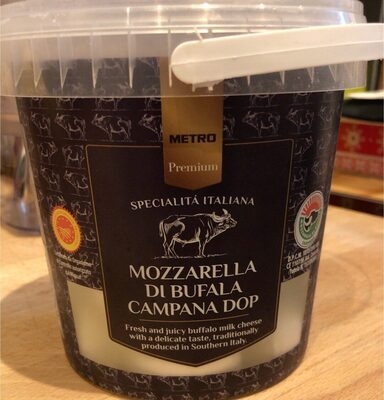 METRO
Premium
SPECIALITÁ ITALIANA
MOZZARELLA
DI BUFALA
CAMPANA DOP
Fresh and juicy buffalo milk cheese
with a delicate taste, traditionally
produced in Southern Italy.